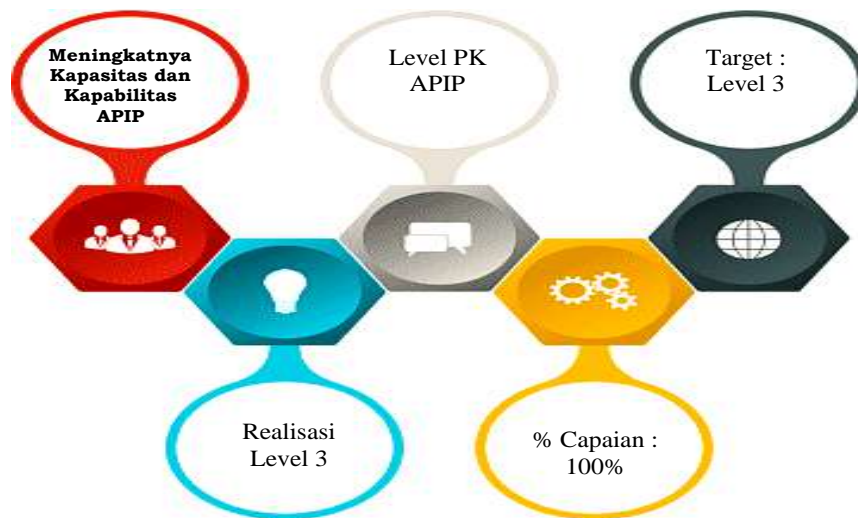 Meningkatnya
Kapasitas dan
Kapabilitas
APIP
Level PK
APIP
Target :
Level 3
Realisasi
Level 3
% Capaian :
100%